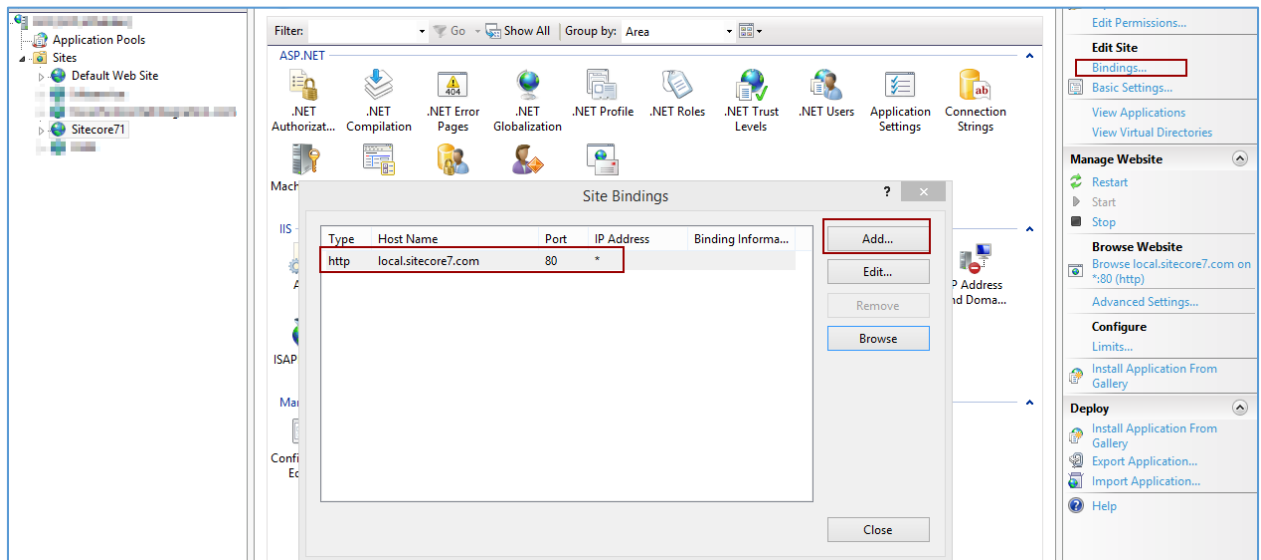 Application Pools
Sites
Default Web Site
Sitecore71
Filter:
Go
Show All
Group by:
Area
ASP.NET
.NET Authorizat...
.NET Compilation
.NET Error Pages
404
.NET Globalization
.NET Profile
.NET Roles
.NET Trust Levels
.NET Users
Application Settings
Connection Strings
ab
Mach
IIS
A
P Address
nd Doma...
ISAP
Ma
Confi
Ed
Site Bindings
?
×
Type
Host Name
Port
IP Address
Binding Informa...
http
local.sitecore7.com
80
*
Add...
Edit...
Remove
Browse
Close
Edit Permissions...
Edit Site
Bindings...
Basic Settings...
View Applications
View Virtual Directories
Manage Website
Restart
Start
Stop
Browse Website
Browse local.sitecore7.com on
*:80 (http)
Advanced Settings...
Configure
Limits...
Install Application From
Gallery
Deploy
Install Application From
Gallery
Export Application...
Import Application...
Help